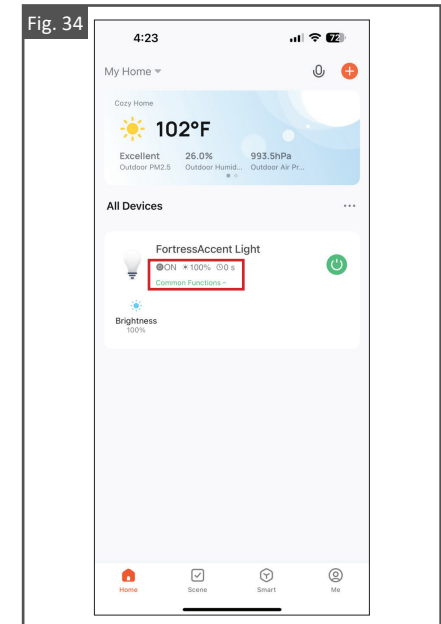 Fig. 34
4:23 72
My Home
Cozy Home
102°F
Excellent 26.0% 993.5hPa
Outdoor PM2.5 Outdoor Humid... Outdoor Air Pr...
All Devices ...
FortressAccent Light
ON 100% 0 s
Common Functions
Brightness
100%
Home Scene Smart Me